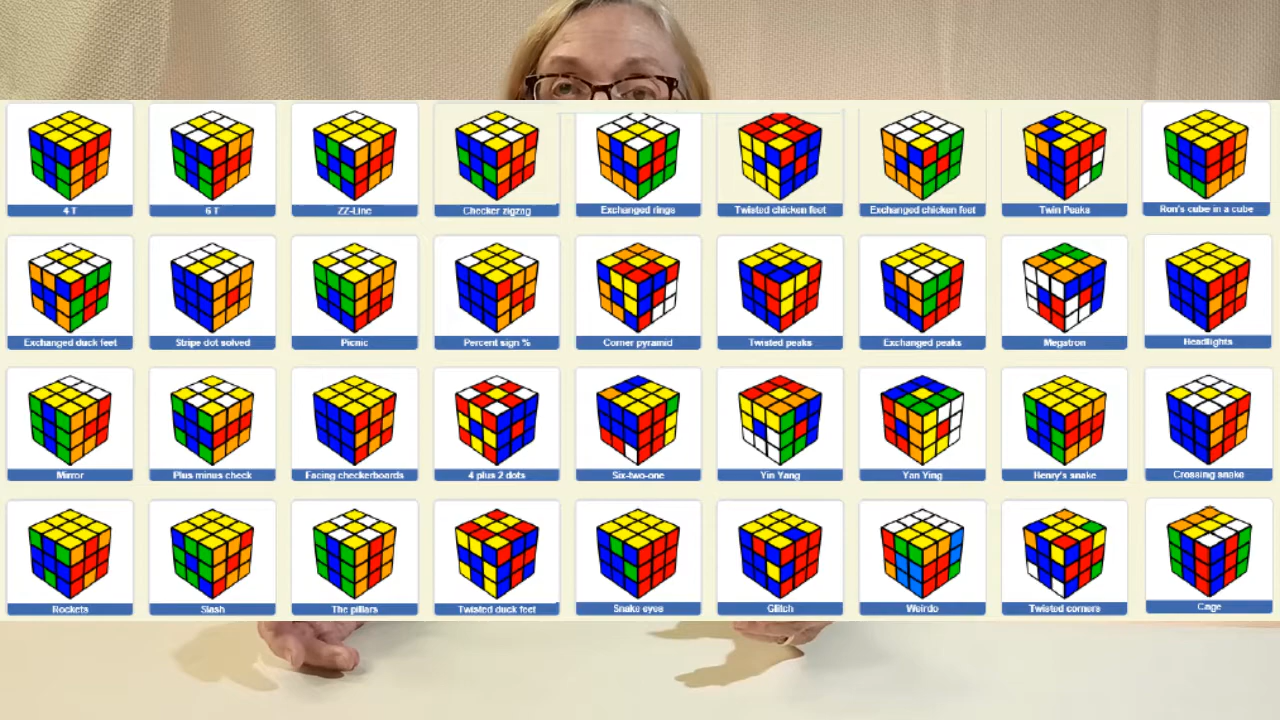 4 T
6 T
ZZ-Line
Checker zigzag
Exchanged rings
Twisted chicken feet
Exchanged chicken feet
Twin Peaks
Ron's cube in a cube
Exchanged duck feet
Stripe dot solved
Picnic
Percent sign %
Corner pyramid
Twisted peaks
Exchanged peaks
Megatron
Headlights
Mirror
Plus minus check
Facing checkerboards
4 plus 2 dots
Six-two-one
Yin Yang
Yan Ying
Henry's snake
Crossing snake
Rockets
Slash
The pillars
Twisted duck feet
Snake eyes
Glitch
Weirdo
Twisted corners
Cage